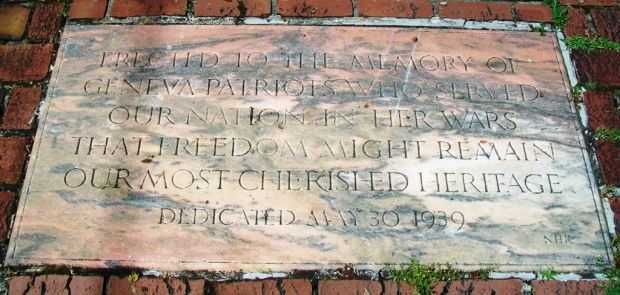 ERECTED TO THE MEMORY OF
GENEVA PATRIOTS WHO SERVED
OUR NATION IN HER WARS
THAT FREEDOM MIGHT REMAIN
OUR MOST CHERISHED HERITAGE
DEDICATED MAY 30 1939